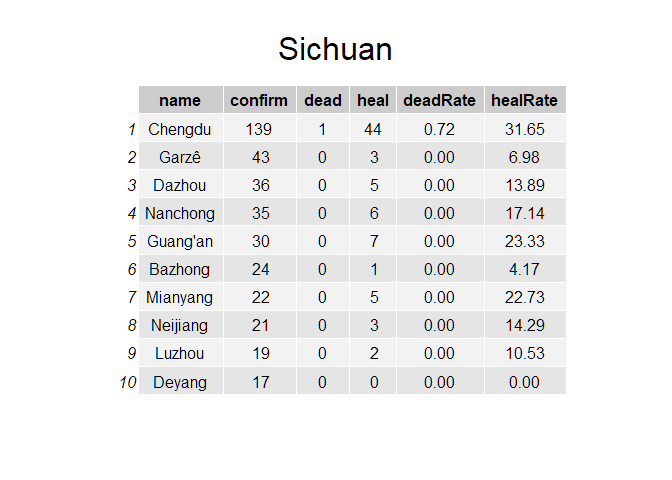 Sichuan
name confirm dead heal deadRate healRate
1 Chengdu 139 1 44 0.72 31.65
2 Garzê 43 0 3 0.00 6.98
3 Dazhou 36 0 5 0.00 13.89
4 Nanchong 35 0 6 0.00 17.14
5 Guang'an 30 0 7 0.00 23.33
6 Bazhong 24 0 1 0.00 4.17
7 Mianyang 22 0 5 0.00 22.73
8 Neijiang 21 0 3 0.00 14.29
9 Luzhou 19 0 2 0.00 10.53
10 Deyang 17 0 0 0.00 0.00